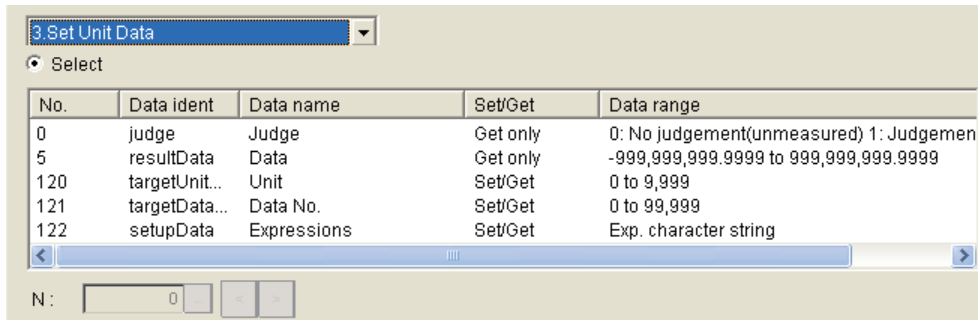 3.Set Unit Data
Select
No. Data ident Data name Set/Get Data range
0 judge Judge Get only 0: No judgement(unmeasured) 1: Judgemen
5 resultData Data Get only -999,999,999.9999 to 999,999,999.9999
120 targetUnit... Unit Set/Get 0 to 9,999
121 targetData... Data No. Set/Get 0 to 99,999
122 setupData Expressions Set/Get Exp. character string
N : 0 ... < >